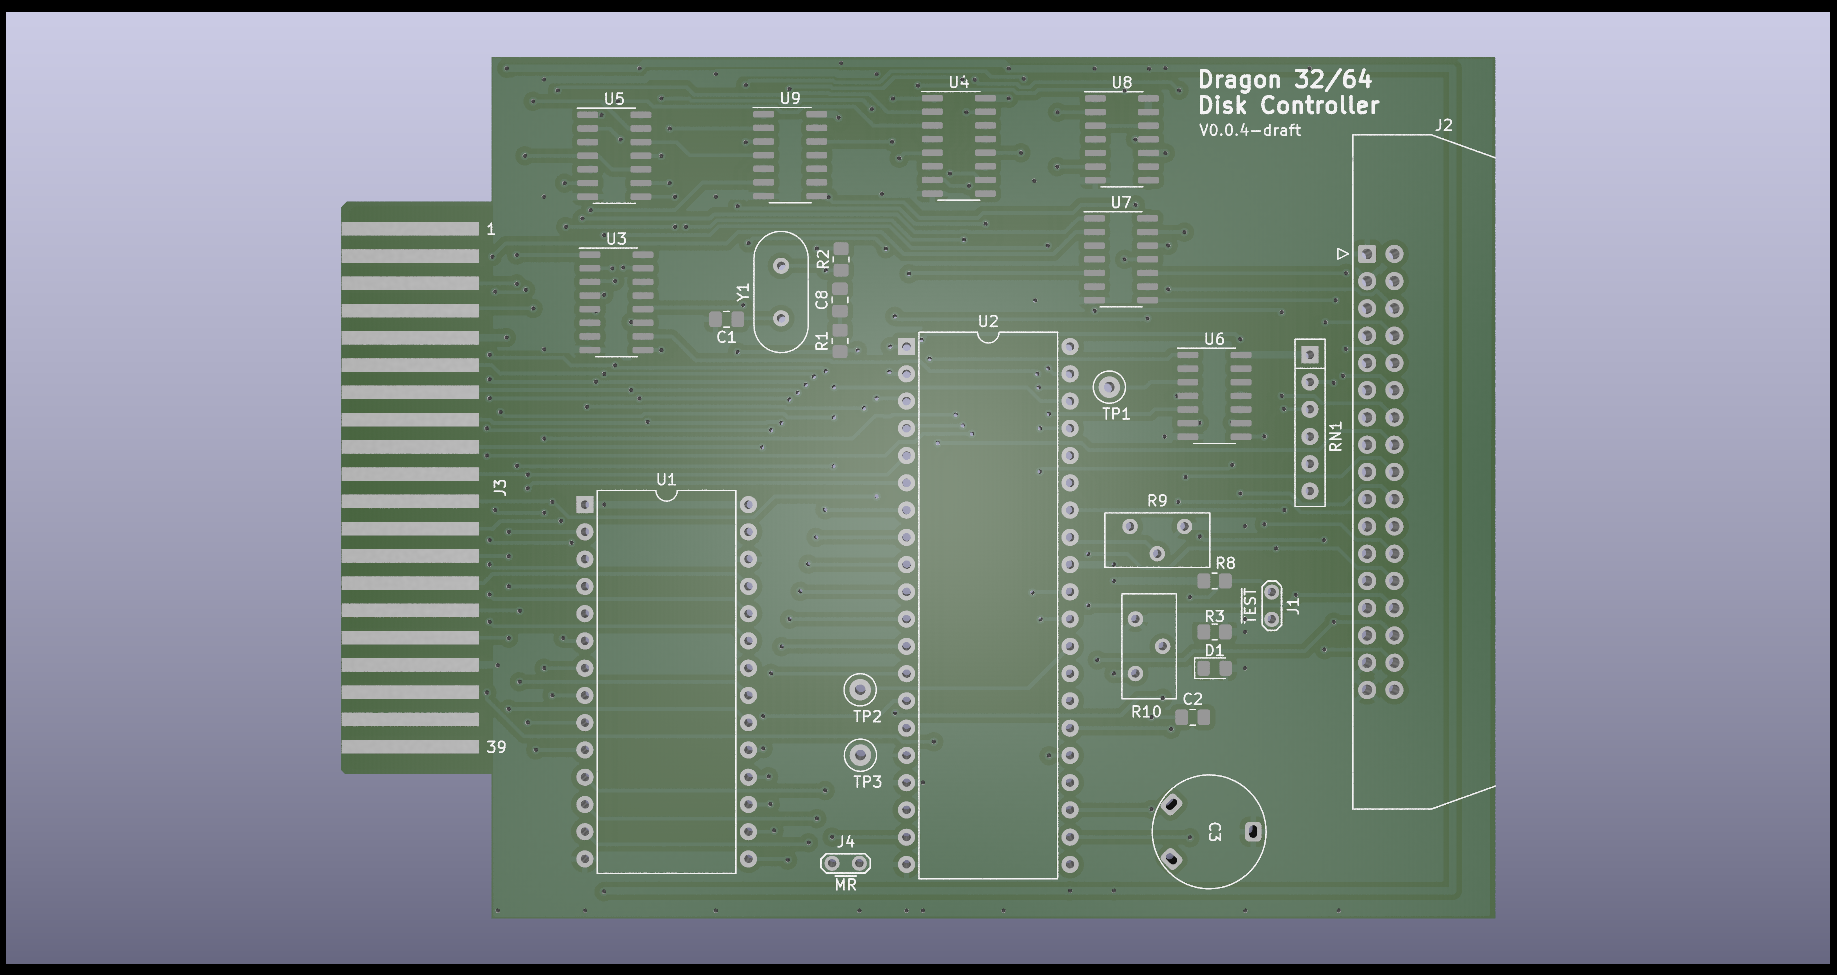 Dragon 32/64
Disk Controller
V0.0.4-draft
U5
U9
U4
U8
J2
U7
1
U3
R2
Y1
C8
C1
R1
U2
U6
TP1
RN1
J3
U1
R9
R8
TEST
J1
R3
D1
C2
R10
TP2
39
TP3
C3
J4
MR